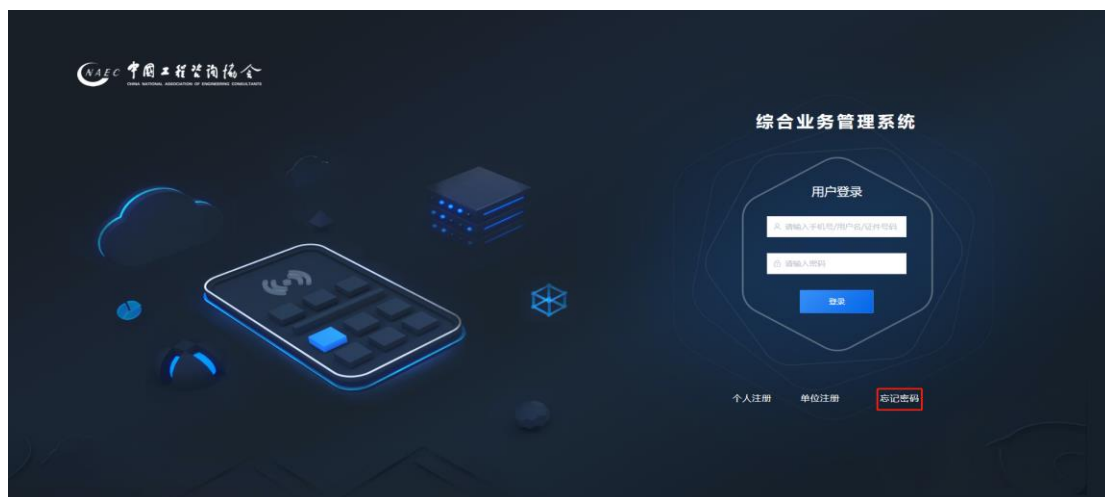 CNAEC 中国工程咨询协会
CHINA NATIONAL ASSOCIATION OF ENGINEERING CONSULTANTS
综合业务管理系统
用户登录
请输入手机号/用户名/证件号码
请输入密码
登录
个人注册 单位注册 忘记密码